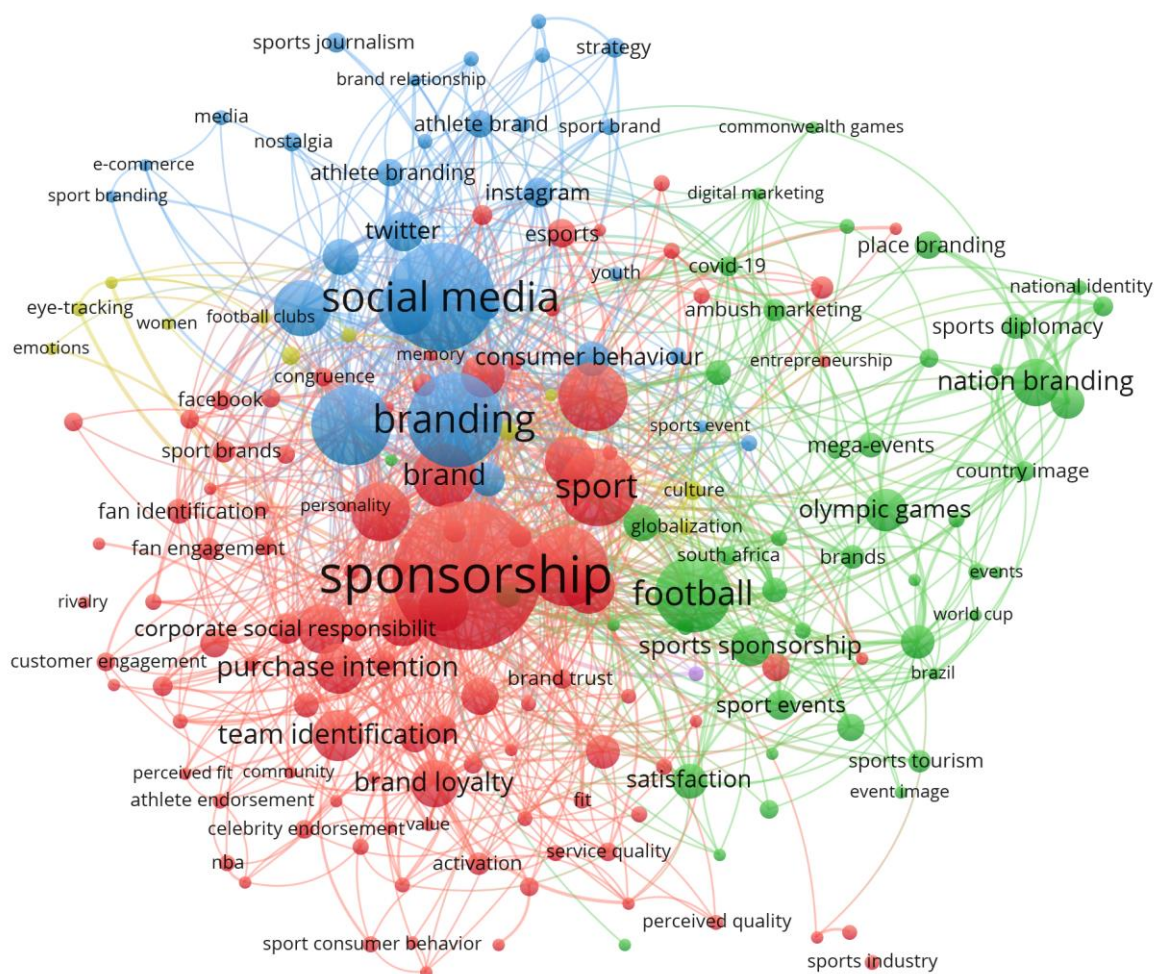 sports journalism
strategy
brand relationship
media
athlete brand
sport brand
commonwealth games
nostalgia
e-commerce
athlete branding
instagram
digital marketing
sport branding
twitter
esports
place branding
covid-19
youth
national identity
social media
eye-tracking
football clubs
ambush marketing
women
sports diplomacy
emotions
memory
consumer behaviour
entrepreneurship
congruence
nation branding
facebook
branding
sports event
sport brands
mega-events
brand
country image
sport
culture
personality
fan identification
olympic games
globalization
fan engagement
south africa
brands
sponsorship
events
football
rivalry
world cup
corporate social responsibilit
sports sponsorship
customer engagement
purchase intention
brand trust
brazil
sport events
team identification
sports tourism
perceived fit
community
brand loyalty
satisfaction
event image
athlete endorsement
fit
celebrity endorsement
value
service quality
nba
activation
perceived quality
sport consumer behavior
sports industry